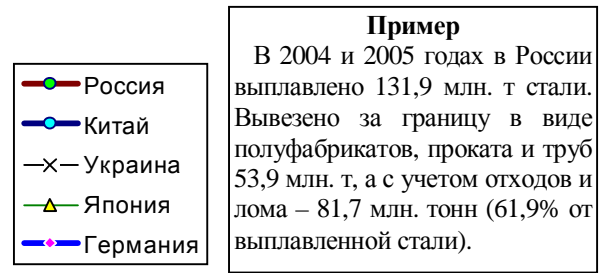 Россия
Китай
Украина
Япония
Германия
Пример
В 2004 и 2005 годах в России
выплавлено 131,9 млн. т стали.
Вывезено за границу в виде
полуфабрикатов, проката и труб
53,9 млн. т, а с учетом отходов и
лома – 81,7 млн. тонн (61,9% от
выплавленной стали).